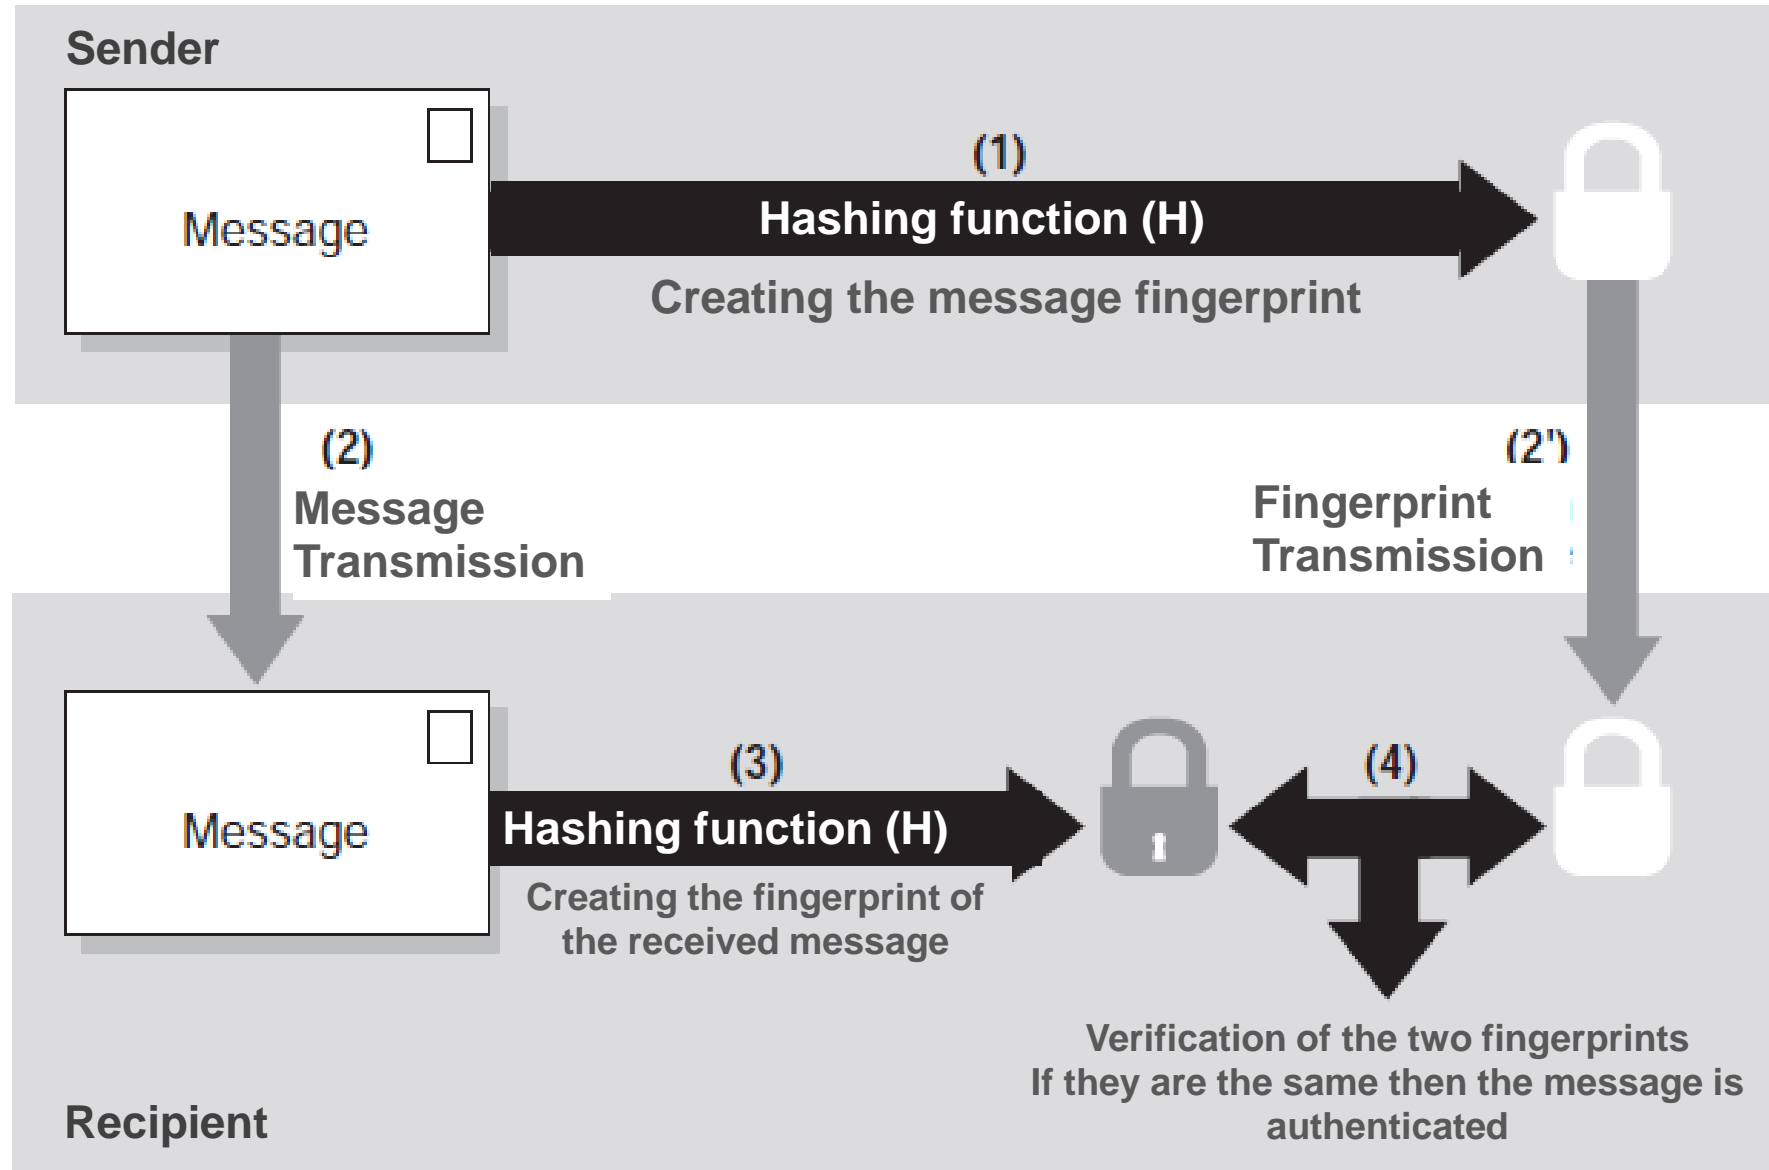 Sender
Message
(1)
Hashing function (H)
Creating the message fingerprint
(2)
Message
Transmission
(2')
Fingerprint
Transmission
Message
(3)
Hashing function (H)
Creating the fingerprint of
the received message
(4)
Verification of the two fingerprints
If they are the same then the message is
authenticated
Recipient